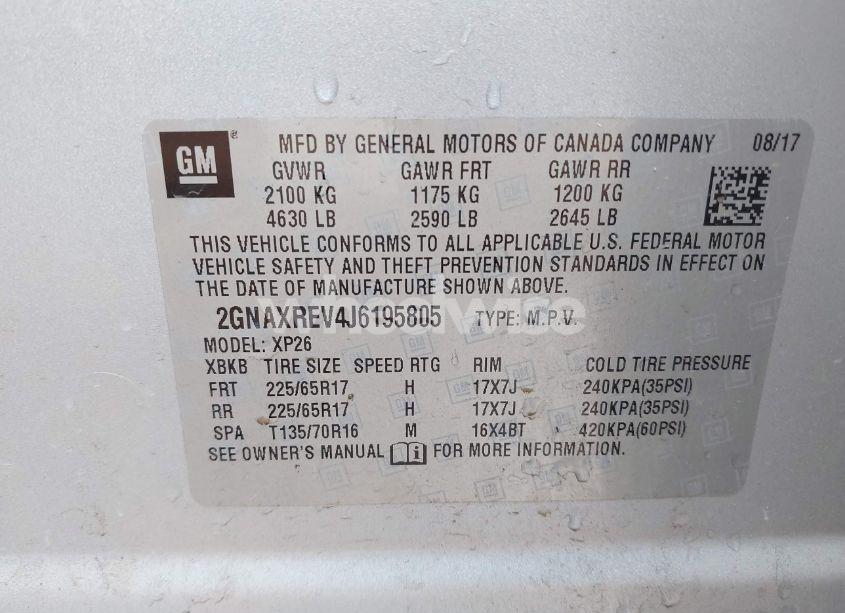 GM ® MFD BY GENERAL MOTORS OF CANADA COMPANY 08/17
GVWR GAWR FRT GAWR RR
2100 KG 1175 KG 1200 KG
4630 LB 2590 LB 2645 LB
THIS VEHICLE CONFORMS TO ALL APPLICABLE U.S. FEDERAL MOTOR
VEHICLE SAFETY AND THEFT PREVENTION STANDARDS IN EFFECT ON
THE DATE OF MANUFACTURE SHOWN ABOVE.
2GNAXREV4J6195805 TYPE: M.P.V.
wheelwise
MODEL: XP26
XBKB TIRE SIZE SPEED RTG RIM COLD TIRE PRESSURE
FRT 225/65R17 H 17X7J 240KPA(35PSI)
RR 225/65R17 H 17X7J 240KPA(35PSI)
SPA T135/70R16 M 16X4BT 420KPA(60PSI)
SEE OWNER'S MANUAL FOR MORE INFORMATION.